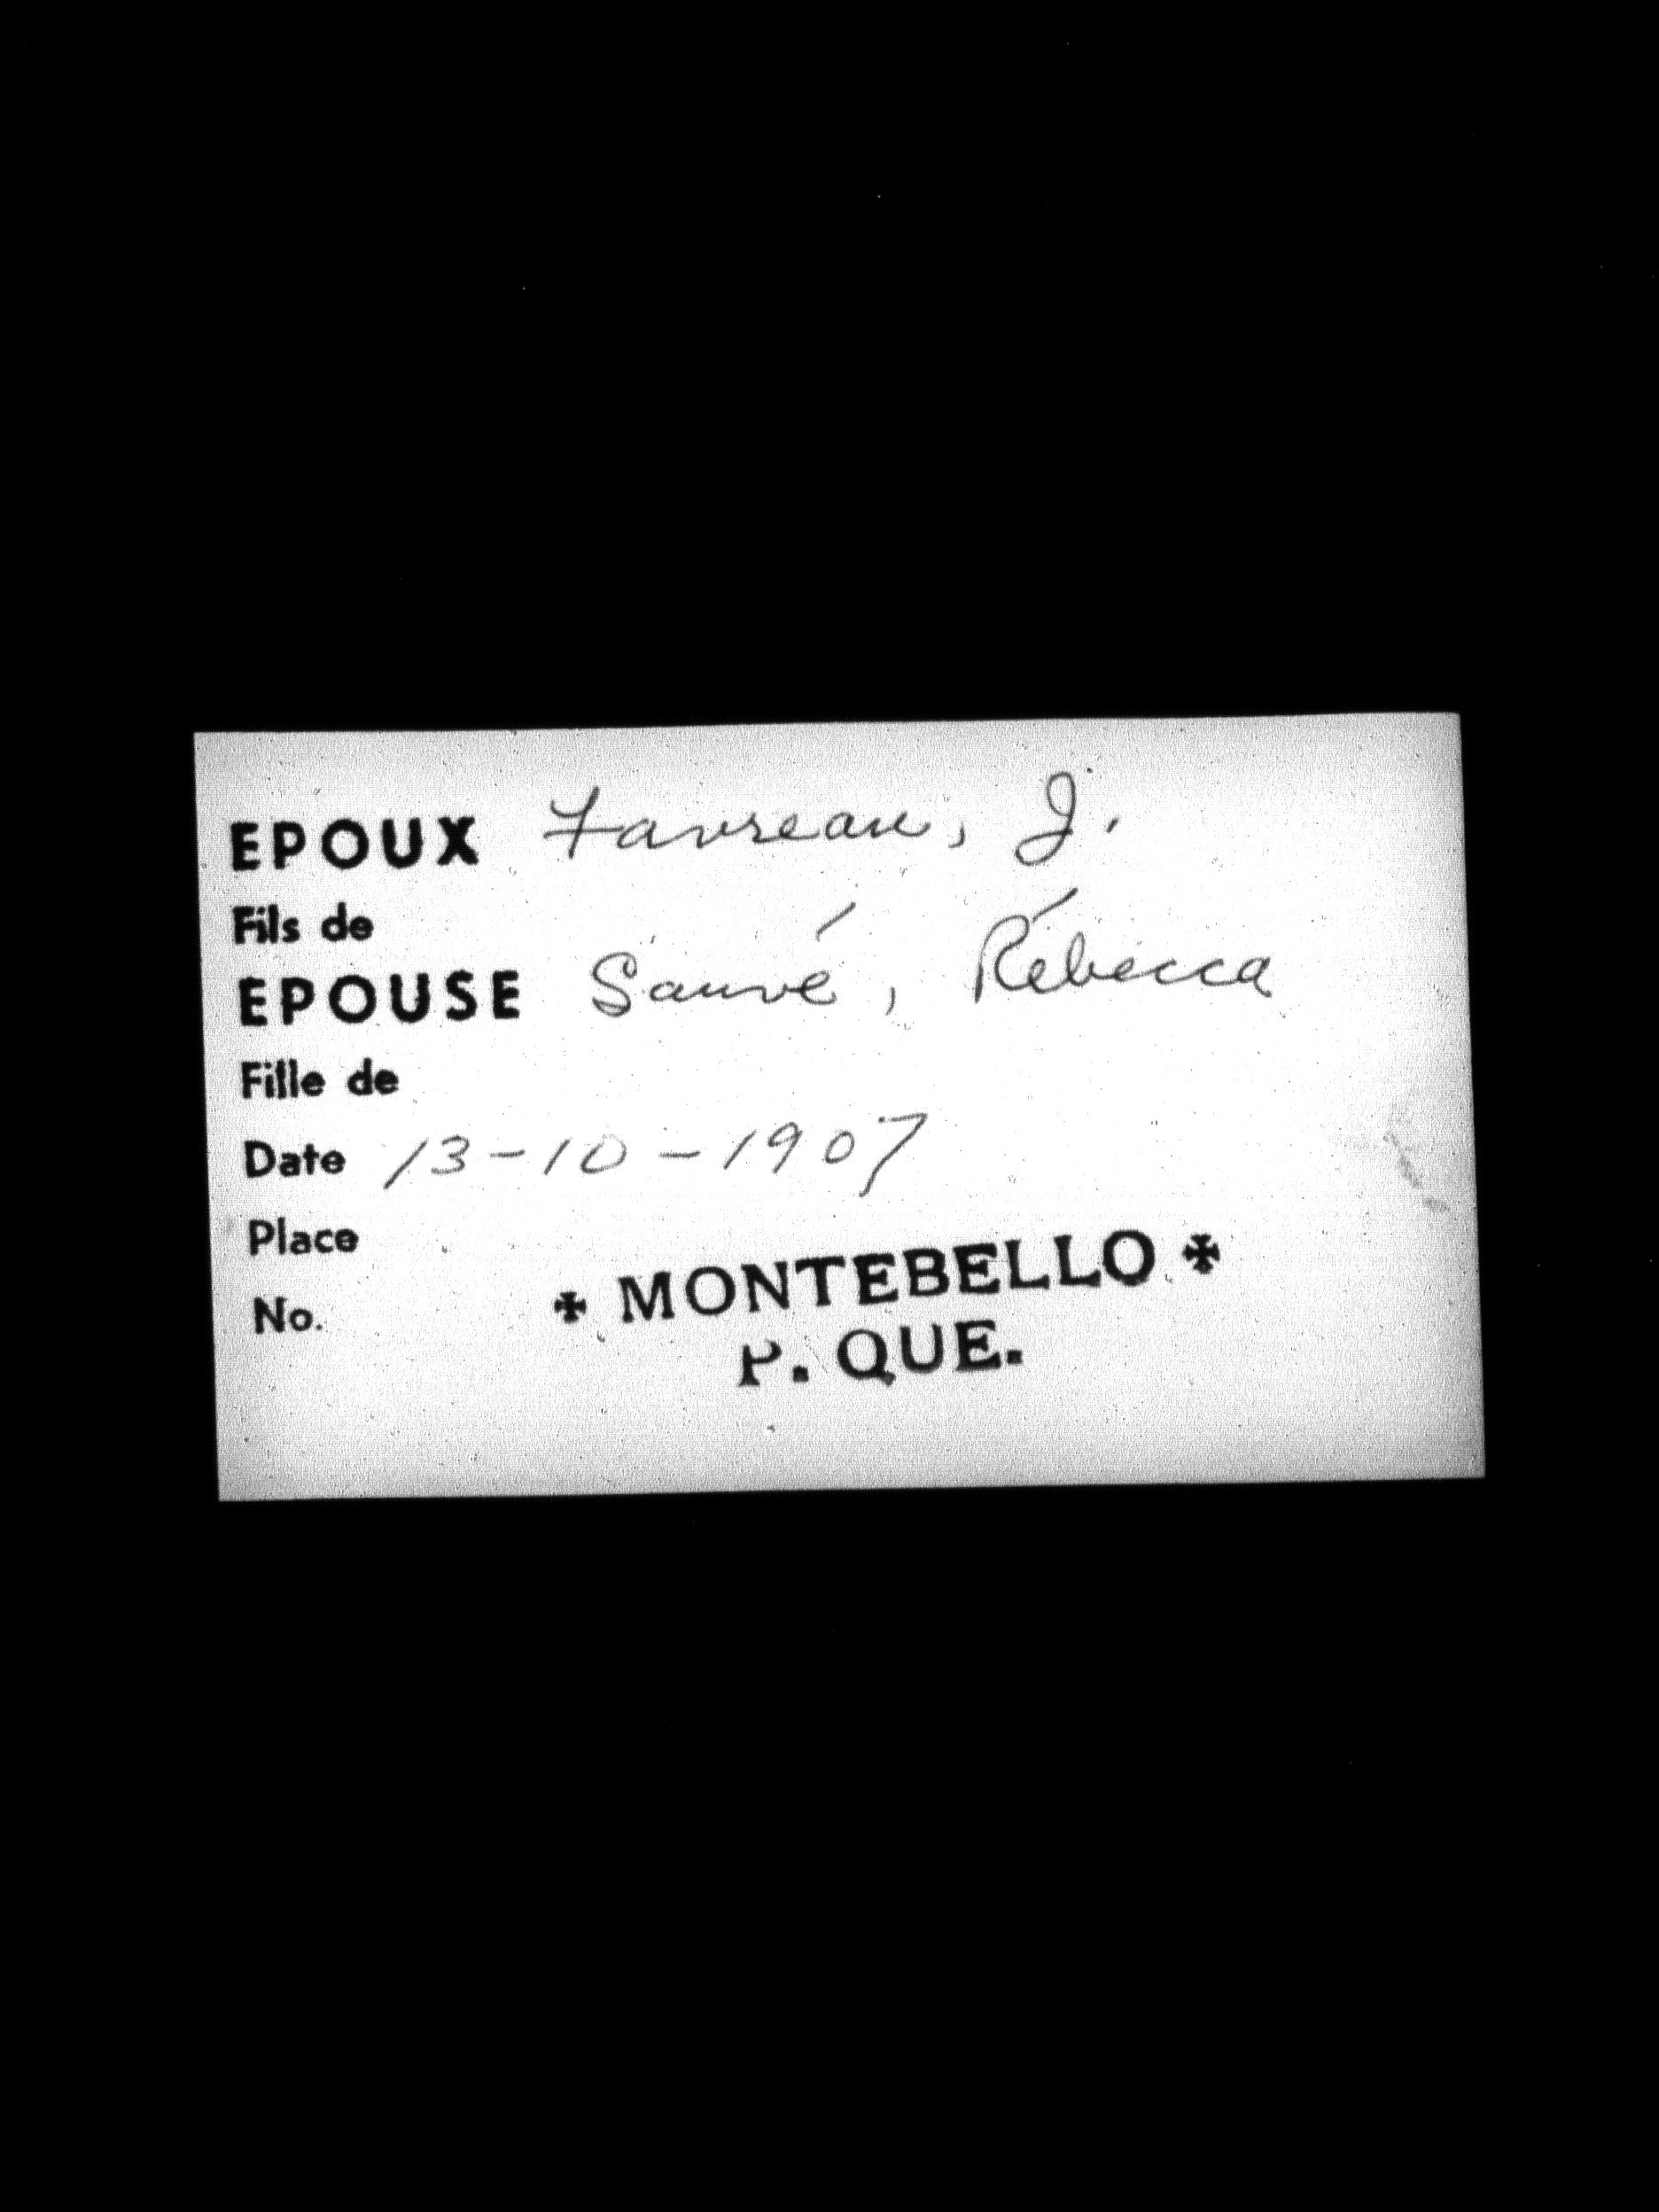 EPOUX Favreau, J.
Fils de
EPOUSE Sauvé, Rébecca
Fille de
Date 13-10-1907
Place
No.
✠ MONTEBELLO ✠
P. QUE.